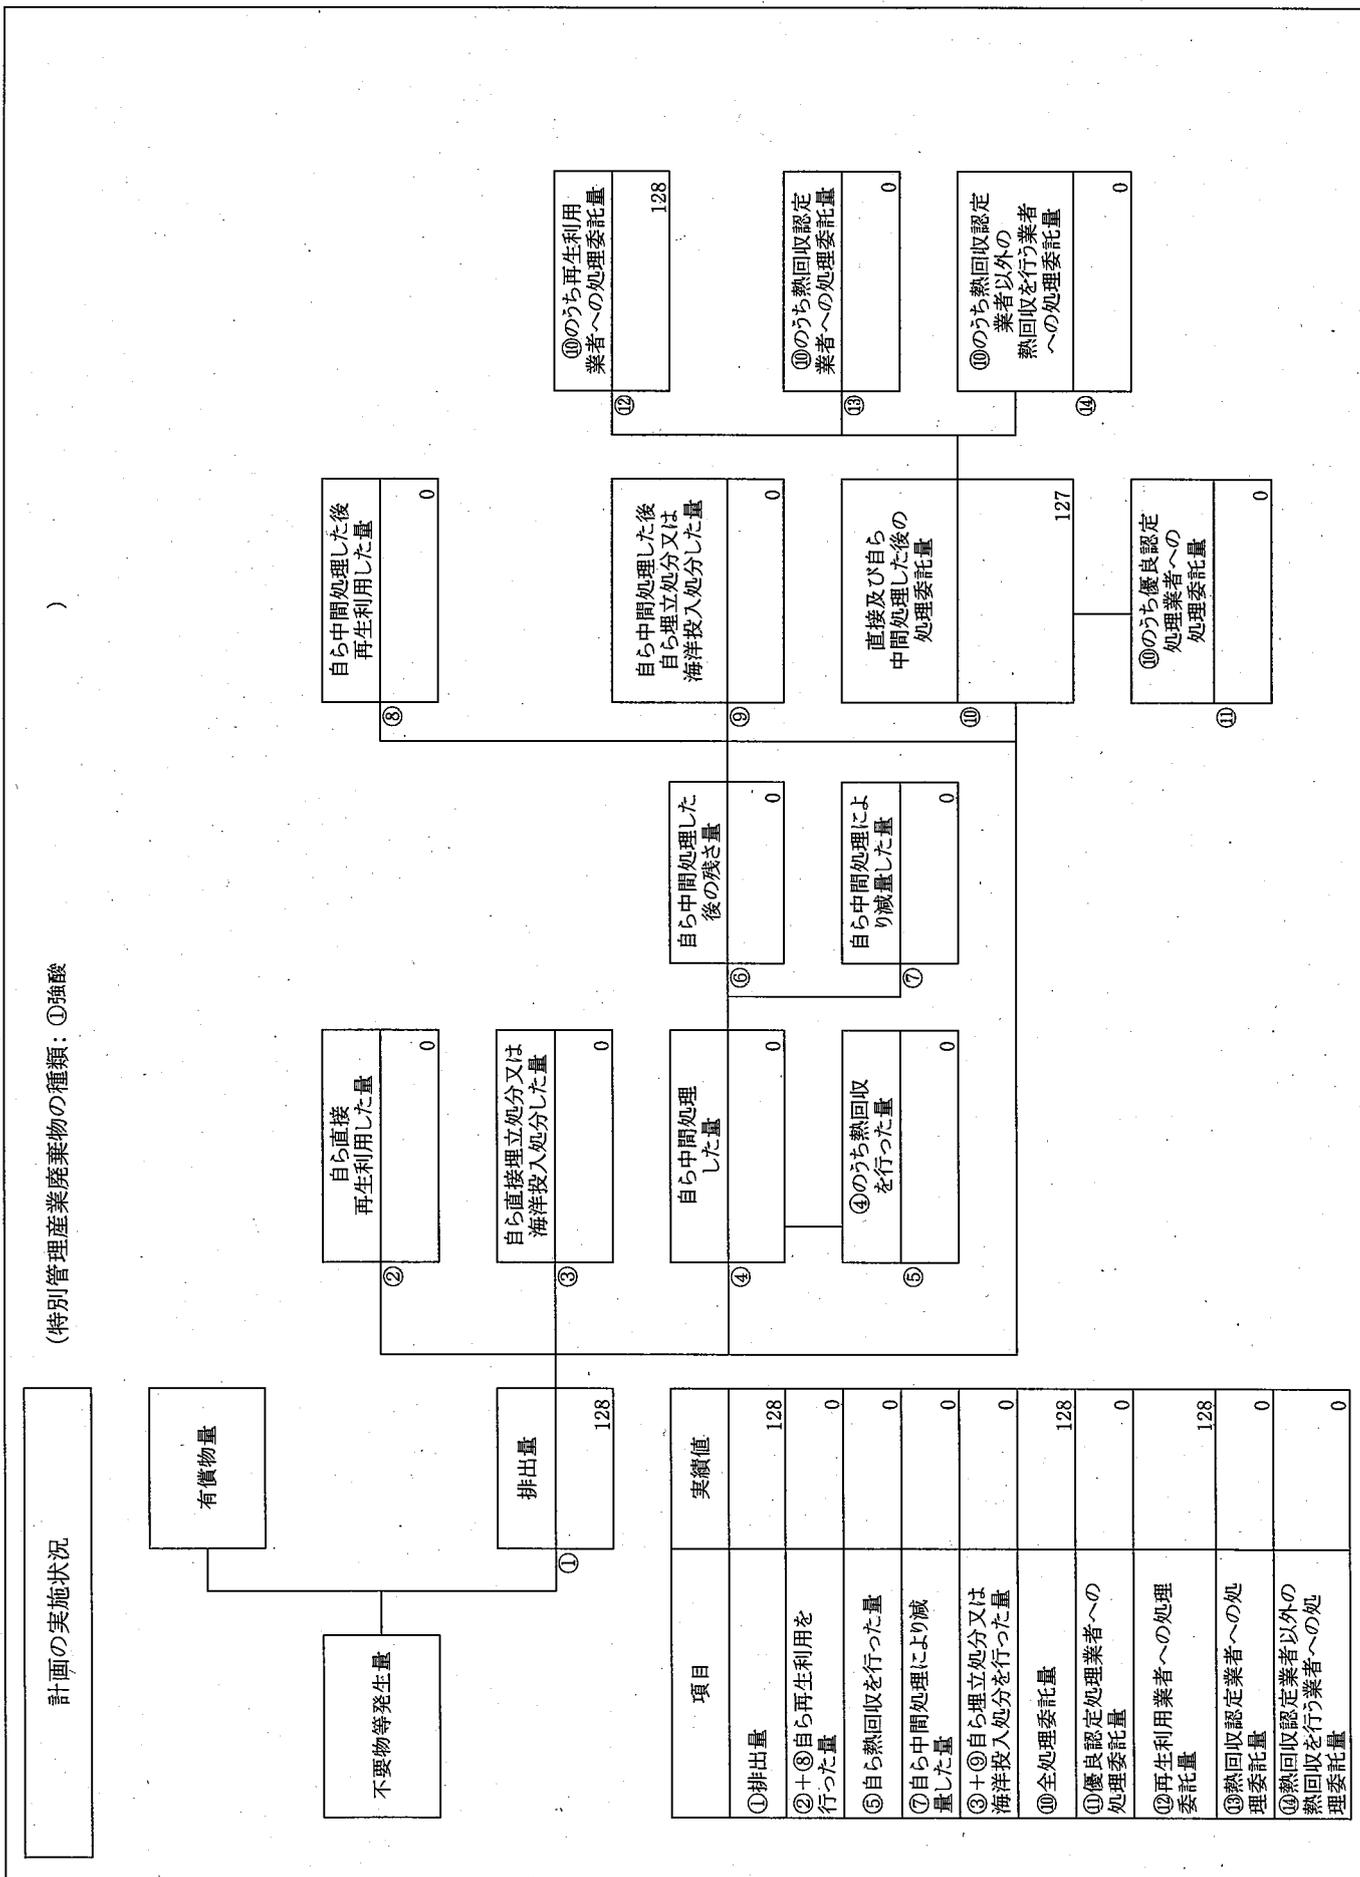 計画の実施状況
(特別管理産業廃棄物の種類：①強酸
)
不要物等発生量
有償物量
①
排出量
128
②
自ら直接
再生利用した量
0
③
自ら直接埋立処分又は
海洋投入処分した量
0
④
自ら中間処理
した量
0
⑤
④のうち熱回収
を行った量
0
⑥
自ら中間処理した
後の残さ量
0
⑦
自ら中間処理によ
り減量した量
0
⑧
自ら中間処理した後
再生利用した量
0
⑨
自ら中間処理した後
自ら埋立処分又は
海洋投入処分した量
0
⑩
直接及び自ら
中間処理した後の
処理委託量
127
⑪
⑩のうち優良認定
処理業者への
処理委託量
0
⑫
⑩のうち再生利用
業者への処理委託量
128
⑬
⑩のうち熱回収認定
業者への処理委託量
0
⑭
⑩のうち熱回収認定
業者以外の
熱回収を行う業者
への処理委託量
0
項目 実績値
①排出量 128
②+⑧自ら再生利用を
行った量 0
⑤自ら熱回収を行った量 0
⑦自ら中間処理により減
量した量 0
③+⑨自ら埋立処分又は
海洋投入処分を行った量 0
⑩全処理委託量 128
⑪優良認定処理業者への
処理委託量 0
⑫再生利用業者への処理
委託量 128
⑬熱回収認定業者への処
理委託量 0
⑭熱回収認定業者以外の
熱回収を行う業者への処
理委託量 0